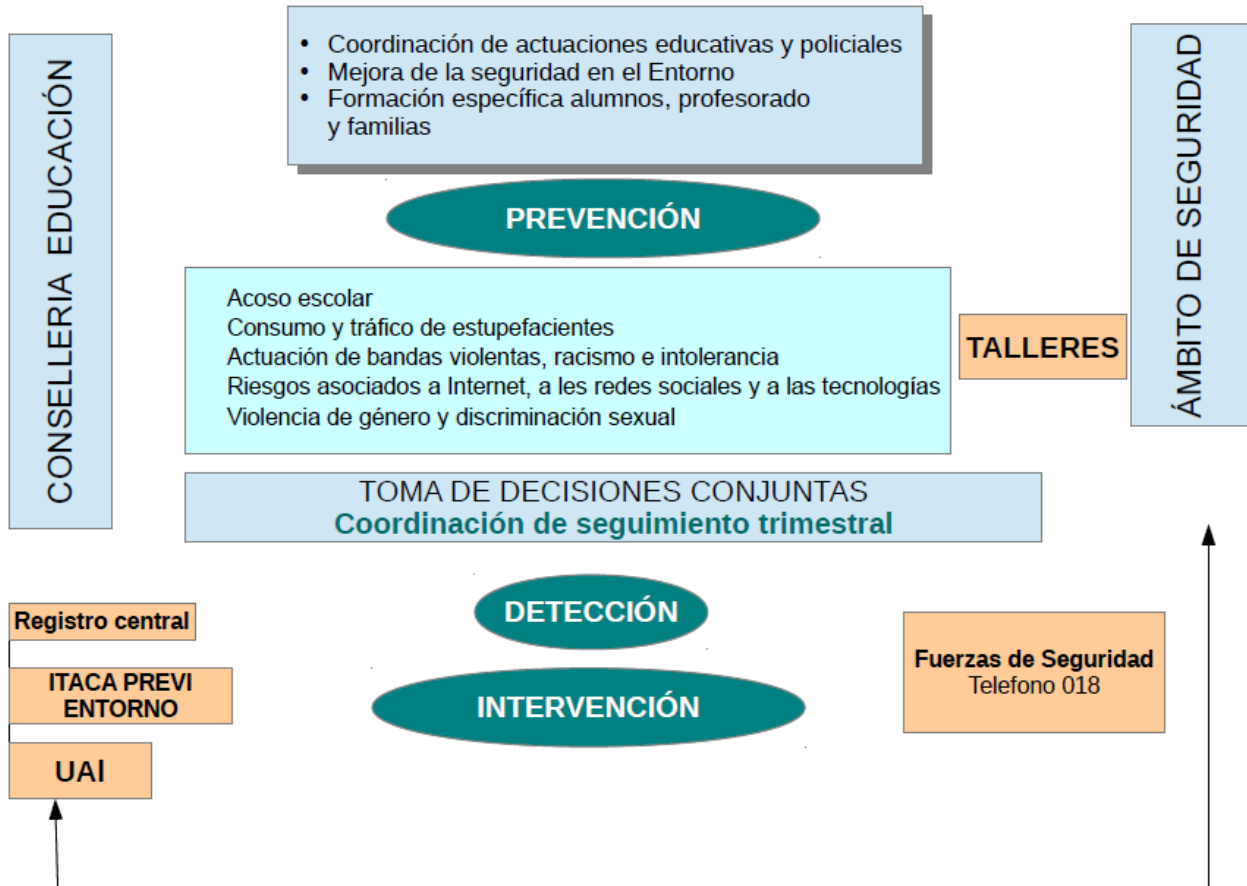 CONSELLERIA EDUCACIÓN
• Coordinación de actuaciones educativas y policiales
• Mejora de la seguridad en el Entorno
• Formación específica alumnos, profesorado
y familias
ÁMBITO DE SEGURIDAD
PREVENCIÓN
Acoso escolar
Consumo y tráfico de estupefacientes
Actuación de bandas violentas, racismo e intolerancia
Riesgos asociados a Internet, a les redes sociales y a las tecnologías
Violencia de género y discriminación sexual
TALLERES
TOMA DE DECISIONES CONJUNTAS
Coordinación de seguimiento trimestral
DETECCIÓN
Registro central
ITACA PREVI
ENTORNO
UAI
INTERVENCIÓN
Fuerzas de Seguridad
Telefono 018